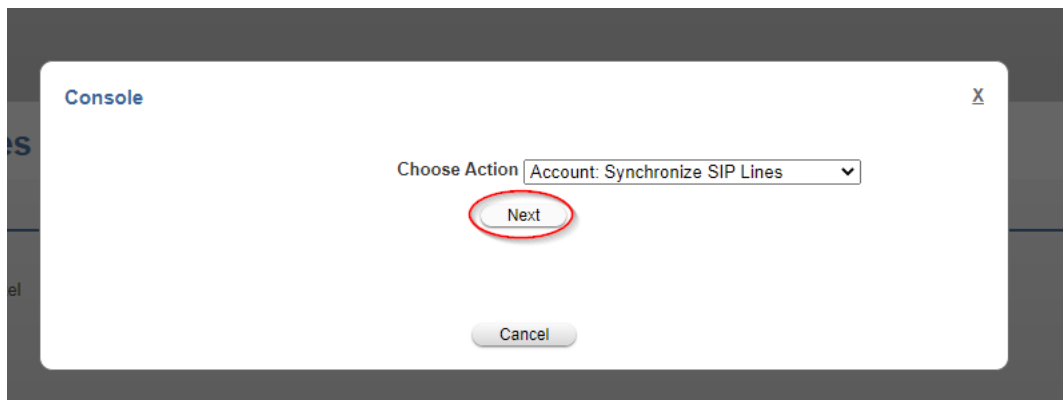 Console
X
es
Choose Action Account: Synchronize SIP Lines
Next
el
Cancel